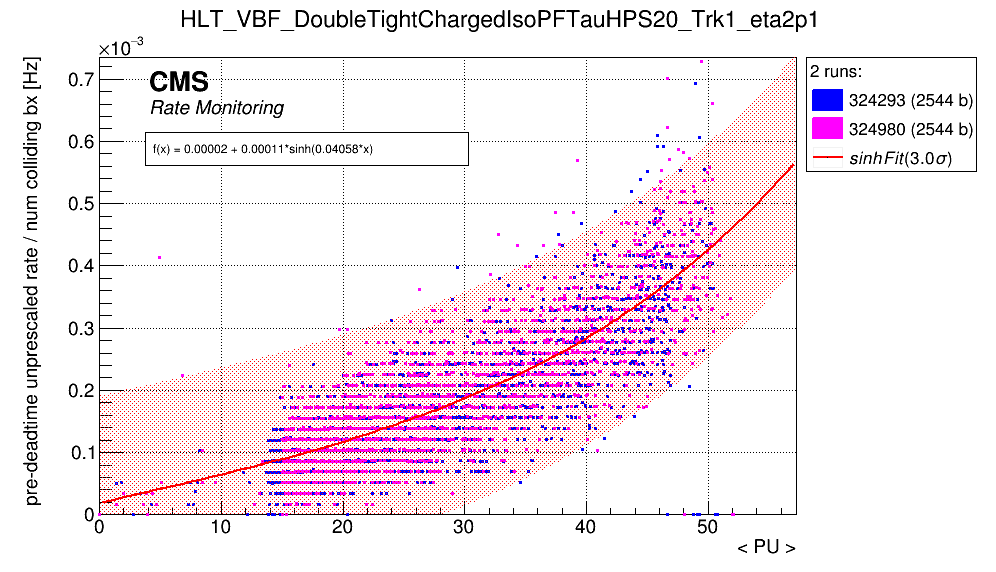 HLT_VBF_DoubleTightChargedIsoPFTauHPS20_Trk1_eta2p1
×10⁻³
pre-deadtime unprescaled rate / num colliding bx [Hz]
CMS
Rate Monitoring
f(x) = 0.00002 + 0.00011*sinh(0.04058*x)
2 runs:
324293 (2544 b)
324980 (2544 b)
sinhFit(3.0σ)
0.7
0.6
0.5
0.4
0.3
0.2
0.1
0
0 10 20 30 40 50
< PU >